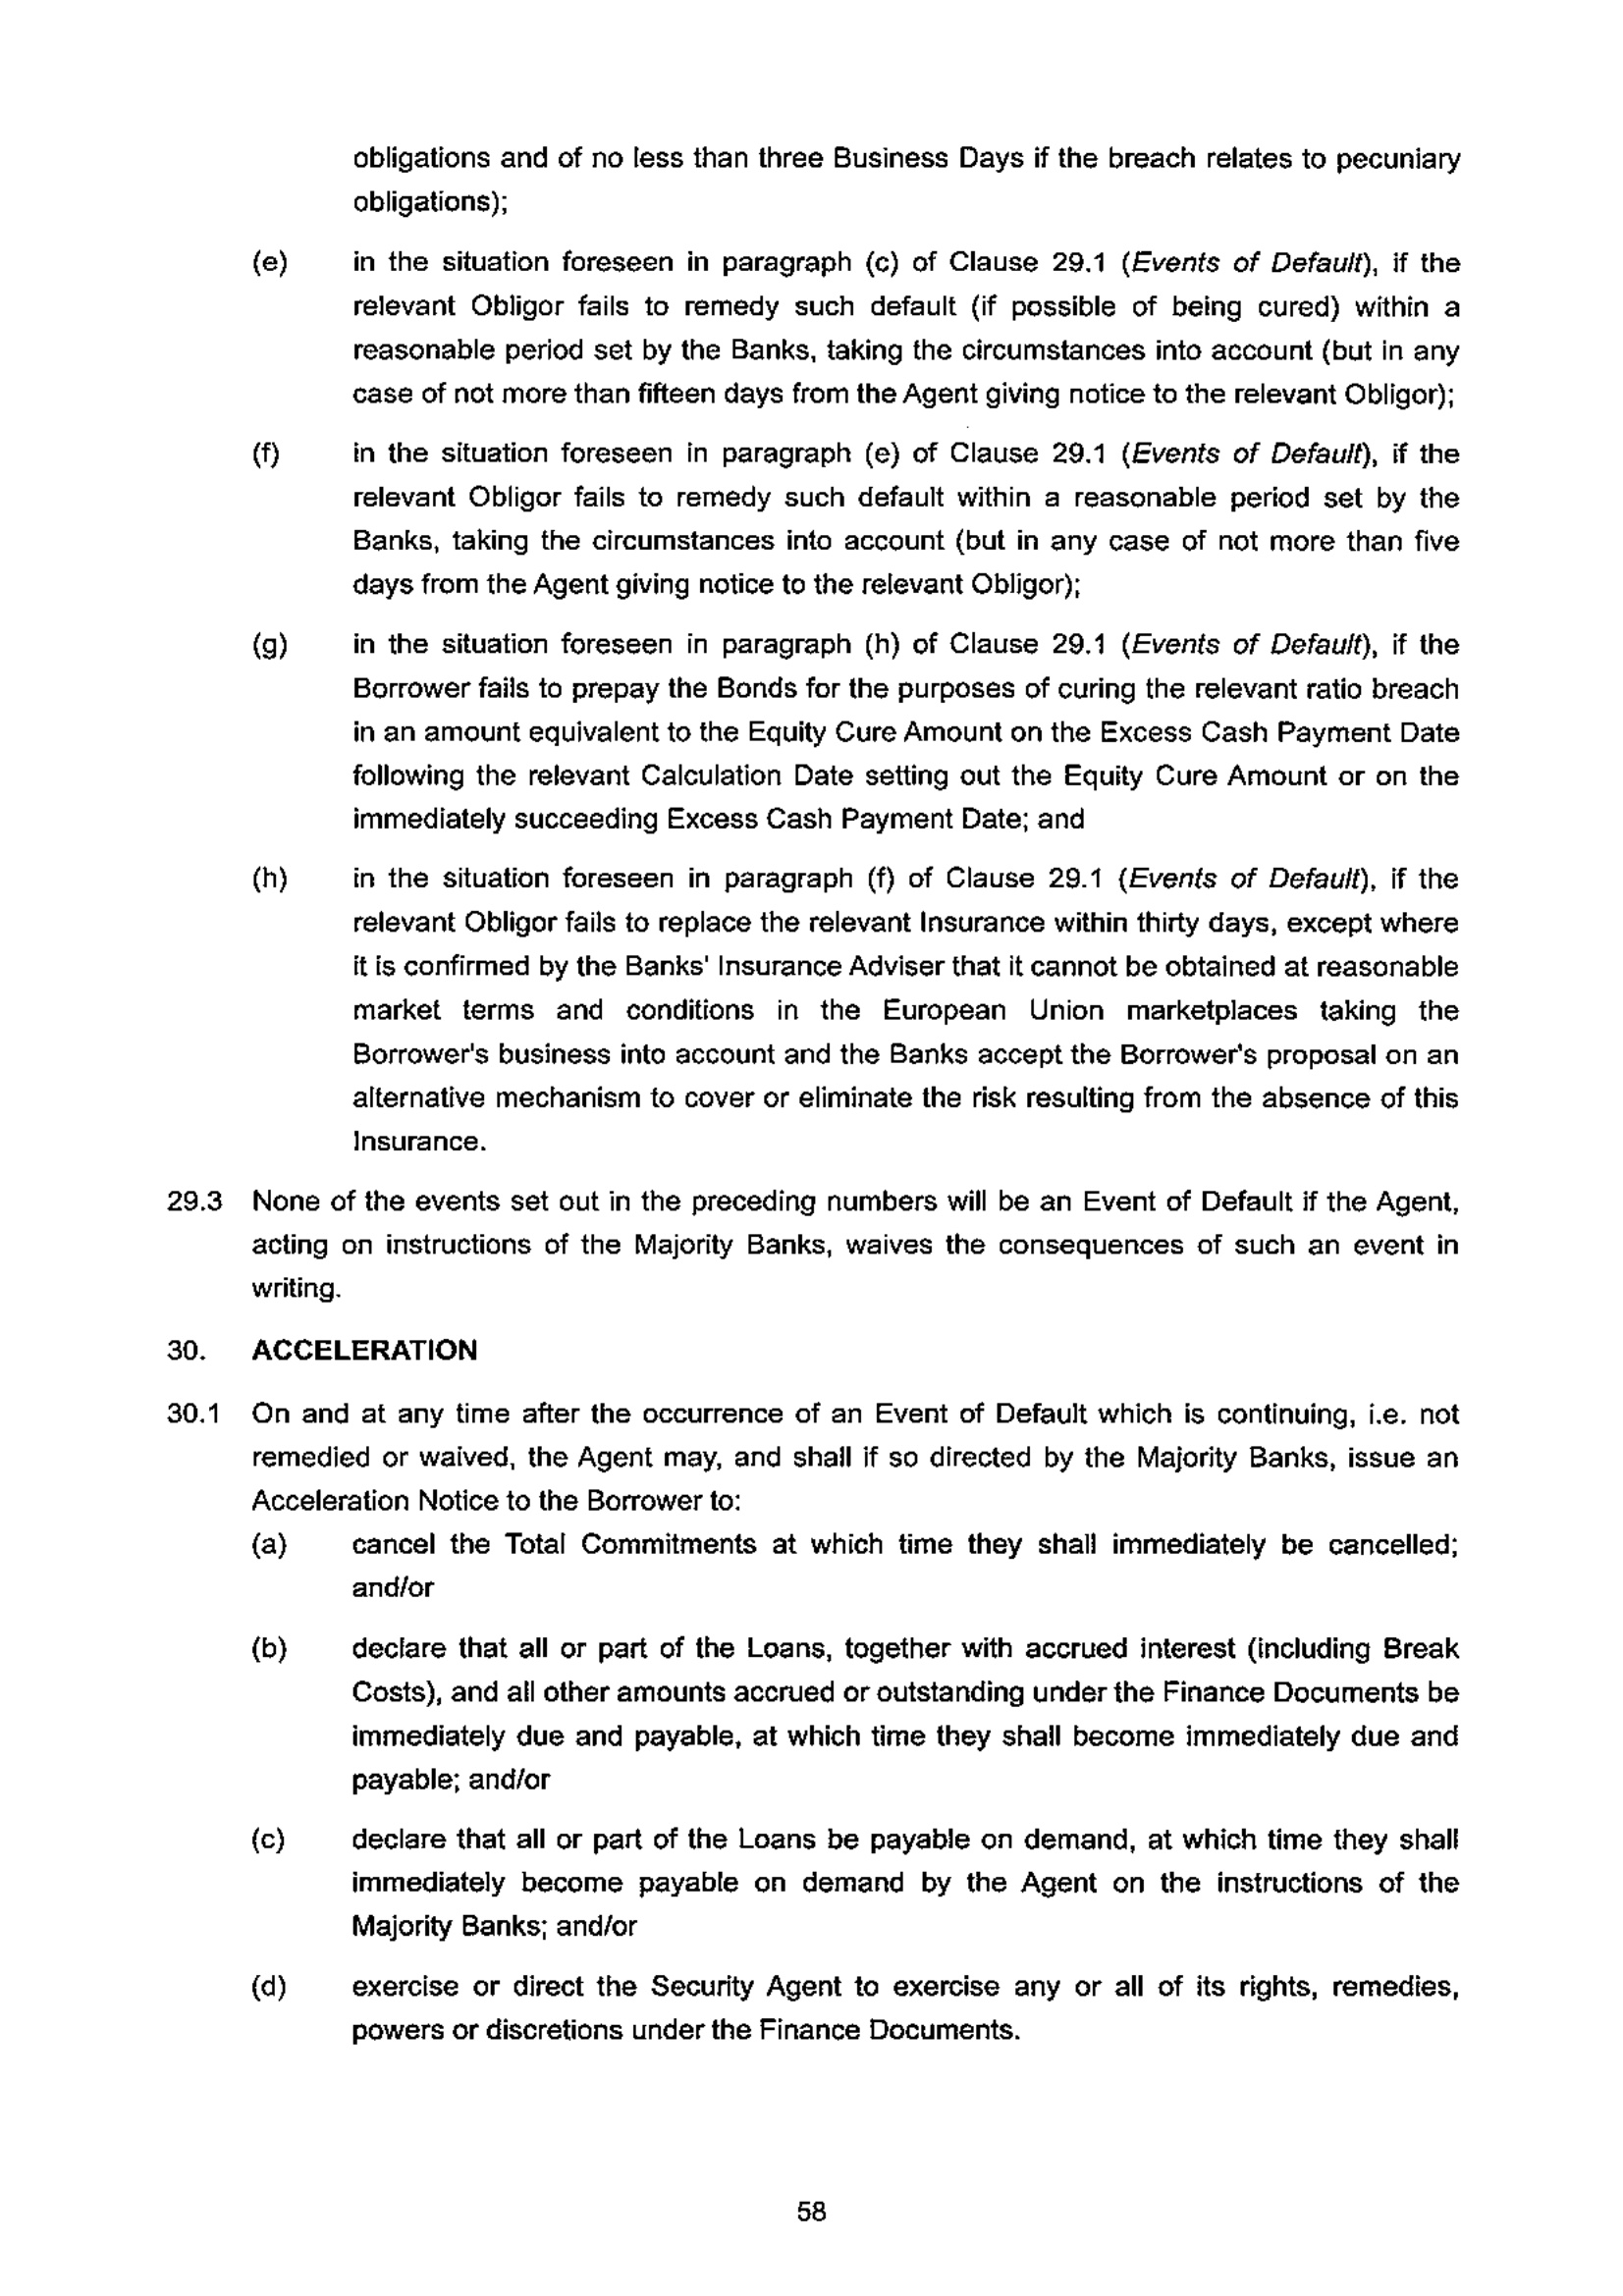 obligations and of no less than three Business Days if the breach relates to pecuniary
obligations);
(e) in the situation foreseen in paragraph (c) of Clause 29.1 (Events of Default), if the
relevant Obligor fails to remedy such default (if possible of being cured) within a
reasonable period set by the Banks, taking the circumstances into account (but in any
case of not more than fifteen days from the Agent giving notice to the relevant Obligor);
(f) in the situation foreseen in paragraph (e) of Clause 29.1 (Events of Default), if the
relevant Obligor fails to remedy such default within a reasonable period set by the
Banks, taking the circumstances into account (but in any case of not more than five
days from the Agent giving notice to the relevant Obligor);
(g) in the situation foreseen in paragraph (h) of Clause 29.1 (Events of Default), if the
Borrower fails to prepay the Bonds for the purposes of curing the relevant ratio breach
in an amount equivalent to the Equity Cure Amount on the Excess Cash Payment Date
following the relevant Calculation Date setting out the Equity Cure Amount or on the
immediately succeeding Excess Cash Payment Date; and
(h) in the situation foreseen in paragraph (f) of Clause 29.1 (Events of Default), if the
relevant Obligor fails to replace the relevant Insurance within thirty days, except where
it is confirmed by the Banks' Insurance Adviser that it cannot be obtained at reasonable
market terms and conditions in the European Union marketplaces taking the
Borrower's business into account and the Banks accept the Borrower's proposal on an
alternative mechanism to cover or eliminate the risk resulting from the absence of this
Insurance.
29.3 None of the events set out in the preceding numbers will be an Event of Default if the Agent,
acting on instructions of the Majority Banks, waives the consequences of such an event in
writing.
30. ACCELERATION
30.1 On and at any time after the occurrence of an Event of Default which is continuing, i.e. not
remedied or waived, the Agent may, and shall if so directed by the Majority Banks, issue an
Acceleration Notice to the Borrower to:
(a) cancel the Total Commitments at which time they shall immediately be cancelled;
and/or
(b) declare that all or part of the Loans, together with accrued interest (including Break
Costs), and all other amounts accrued or outstanding under the Finance Documents be
immediately due and payable, at which time they shall become immediately due and
payable; and/or
(c) declare that all or part of the Loans be payable on demand, at which time they shall
immediately become payable on demand by the Agent on the instructions of the
Majority Banks; and/or
(d) exercise or direct the Security Agent to exercise any or all of its rights, remedies,
powers or discretions under the Finance Documents.
58